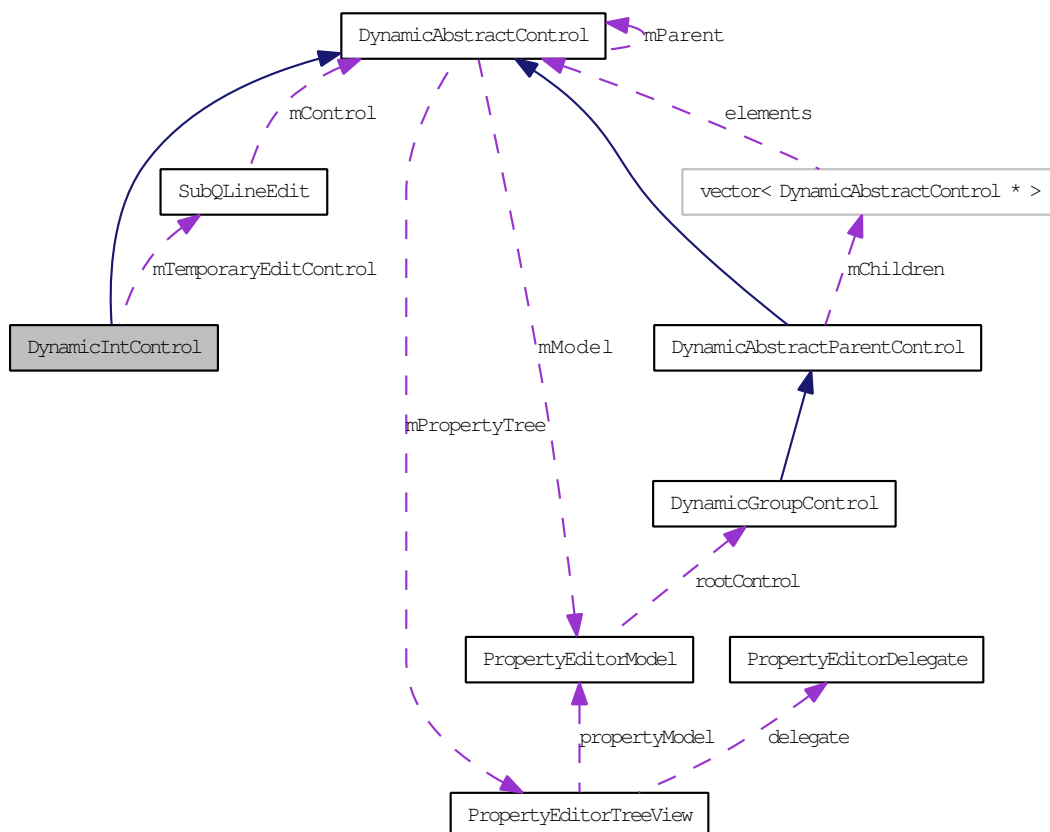 DynamicAbstractControl
mParent
mControl
elements
SubQLineEdit
vector< DynamicAbstractControl * >
mTemporaryEditControl
mChildren
DynamicIntControl
mModel
DynamicAbstractParentControl
mPropertyTree
DynamicGroupControl
rootControl
PropertyEditorModel
PropertyEditorDelegate
propertyModel
delegate
PropertyEditorTreeView